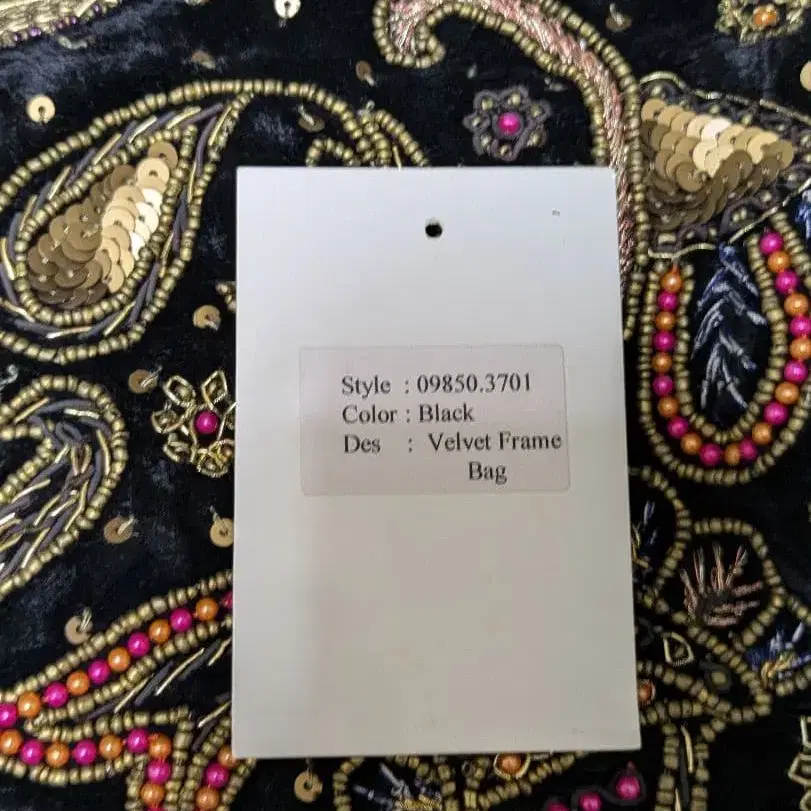 Style : 09850.3701
Color : Black
Des : Velvet Frame
Bag